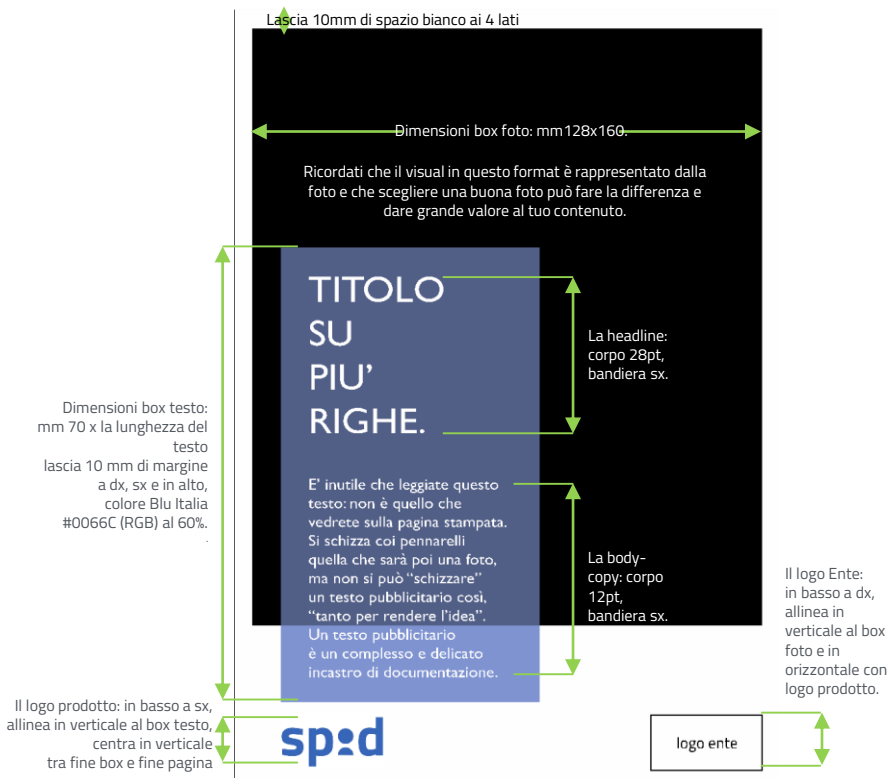 Lascia 10mm di spazio bianco ai 4 lati
Dimensioni box foto: mm128x160.
Ricordati che il visual in questo format è rappresentato dalla
foto e che scegliere una buona foto può fare la differenza e
dare grande valore al tuo contenuto.
TITOLO
SU
PIU'
RIGHE.
La headline:
corpo 28pt,
bandiera sx.
Dimensioni box testo:
mm 70 x la lunghezza del
testo
lascia 10 mm di margine
a dx, sx e in alto,
colore Blu Italia
#0066C (RGB) al 60%.
.
E' inutile che leggiate questo
testo: non è quello che
vedrete sulla pagina stampata.
Si schizza coi pennarelli
quella che sarà poi una foto,
ma non si può “schizzare”
un testo pubblicitario così,
“tanto per rendere l'idea”.
Un testo pubblicitario
è un complesso e delicato
incastro di documentazione.
La body-
copy: corpo
12pt,
bandiera sx.
Il logo Ente:
in basso a dx,
allinea in
verticale al box
foto e in
orizzontale con
logo prodotto.
Il logo prodotto: in basso a sx,
allinea in verticale al box testo,
centra in verticale
tra fine box e fine pagina
spid
logo ente